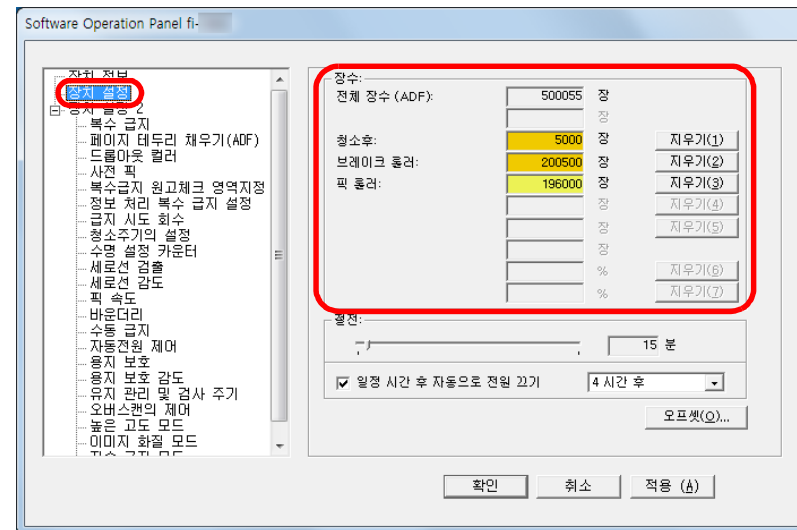 Software Operation Panel fi-
장치 정보
장치 설정
장치 설정 2
복수 급지
페이지 테두리 채우기(ADF)
드롭아웃 컬러
사전 픽
복수급지 원고체크 영역지정
정보 처리 복수 급지 설정
급지 시도 회수
청소주기의 설정
수명 설정 카운터
세로선 검출
세로선 감도
픽 속도
바운더리
수동 급지
자동전원 제어
용지 보호
용지 보호 감도
유지 관리 및 검사 주기
오버스캔의 제어
높은 고도 모드
이미지 화질 모드
장수:
전체 장수 (ADF): 500055 장
장
청소후: 5000 장 지우기(1)
브레이크 롤러: 200500 장 지우기(2)
픽 롤러: 196000 장 지우기(3)
장 지우기(4)
장 지우기(5)
장
% 지우기(6)
% 지우기(7)
절전:
15 분
일정 시간 후 자동으로 전원 끄기 4 시간 후
오프셋(O)...
확인 취소 적용 (A)